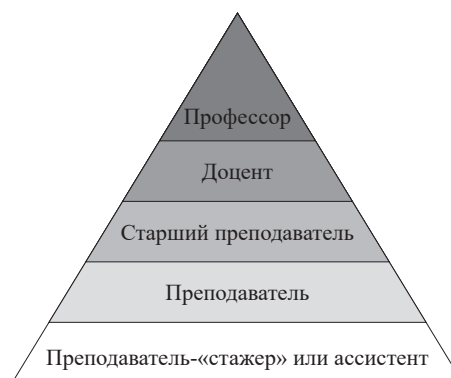 Профессор
Доцент
Старший преподаватель
Преподаватель
Преподаватель-«стажер» или ассистент